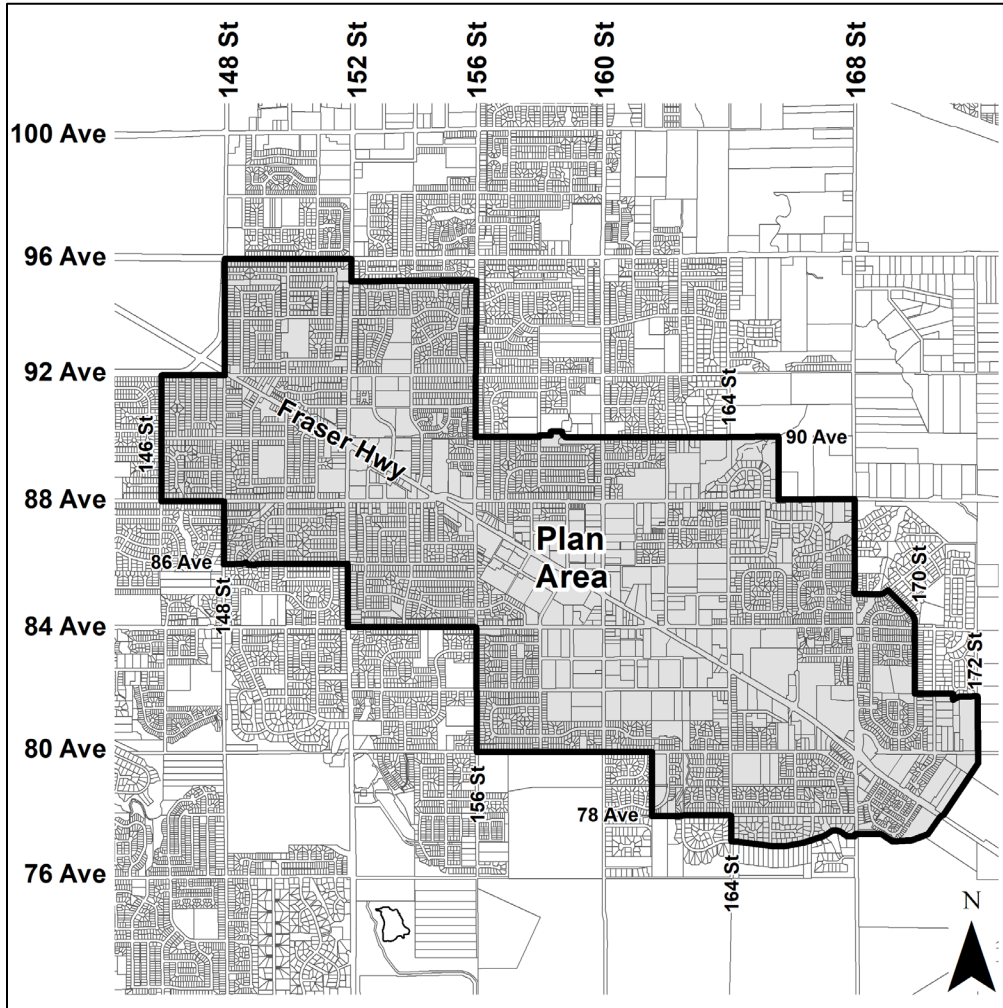 148 St
152 St
156 St
160 St
168 St
100 Ave
96 Ave
92 Ave
164 St
146 St
Fraser Hwy
90 Ave
88 Ave
Plan
Area
86 Ave
148 St
170 St
84 Ave
172 St
80 Ave
156 St
78 Ave
164 St
76 Ave
N